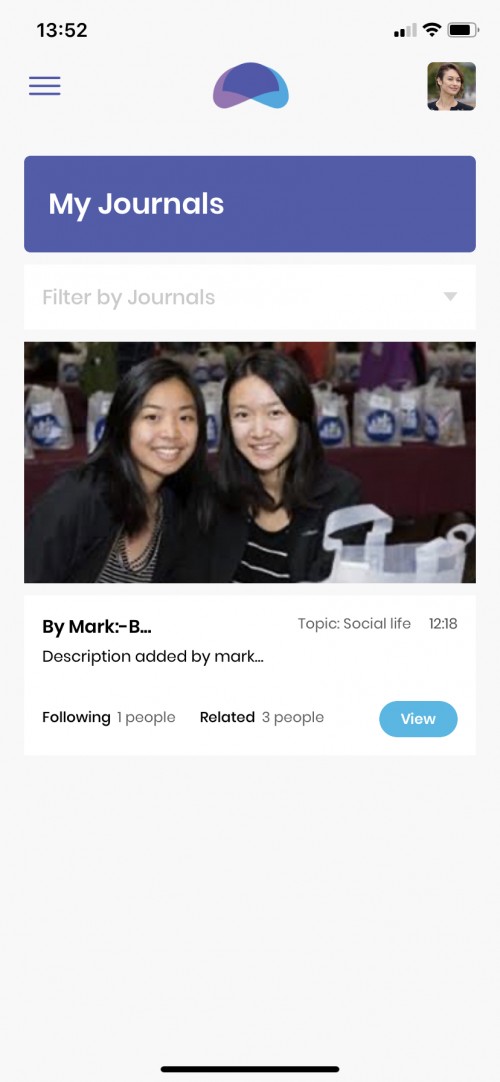 13:52
My Journals
Filter by Journals
By Mark:-B...
Topic: Social life 12:18
Description added by mark...
Following 1 people Related 3 people
View